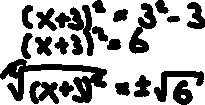 (x+3)² = 3² - 3
(x+3)² = 6
√(x+3)² = ±√6